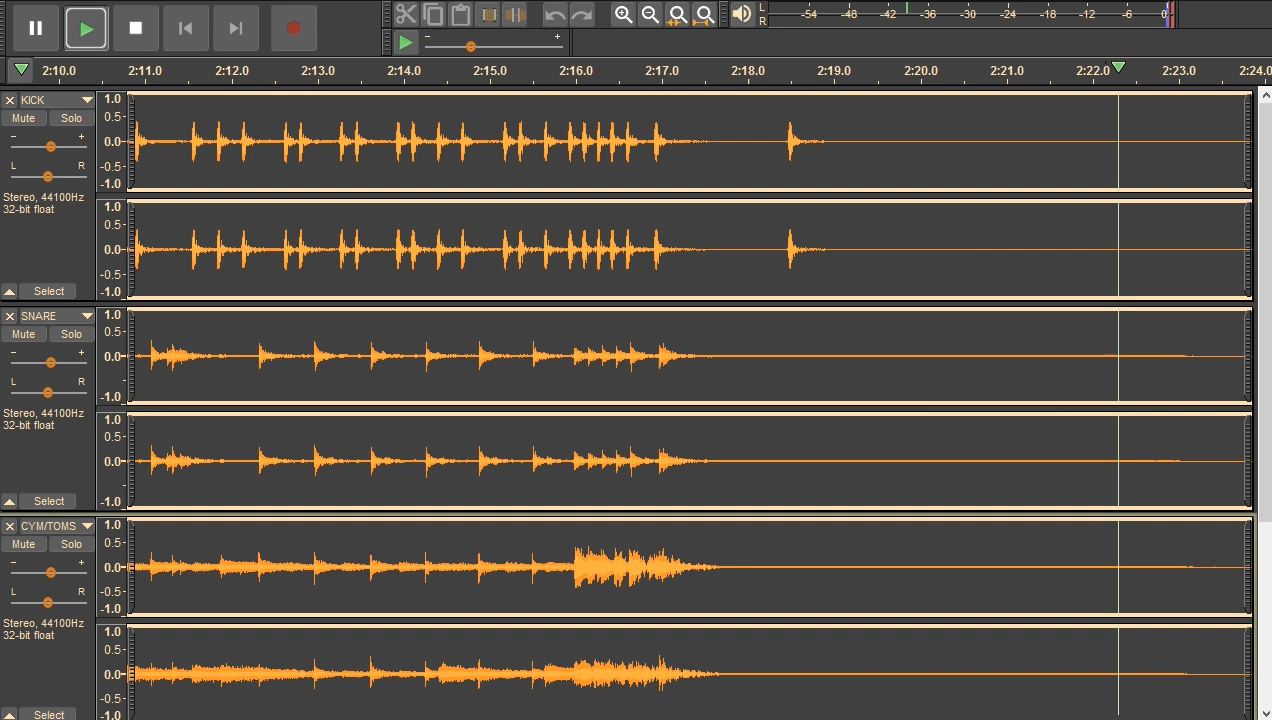 - +
L
R
-54 -48 -42 -36 -30 -24 -18 -12 -6 0
2:10.0 2:11.0 2:12.0 2:13.0 2:14.0 2:15.0 2:16.0 2:17.0 2:18.0 2:19.0 2:20.0 2:21.0 2:22.0 2:23.0 2:24.0
KICK
Mute Solo
- +
L R
Stereo, 44100Hz
32-bit float
Select
1.0
0.5
0.0
-0.5
-1.0
1.0
0.5
0.0
-0.5
-1.0
SNARE
Mute Solo
- +
L R
Stereo, 44100Hz
32-bit float
Select
1.0
0.5
0.0
-1.0
1.0
0.5
0.0
-1.0
CYM/TOMS
Mute Solo
- +
L R
Stereo, 44100Hz
32-bit float
Select
1.0
0.5
0.0
-0.5
-1.0
1.0
0.5
0.0
-0.5
-1.0